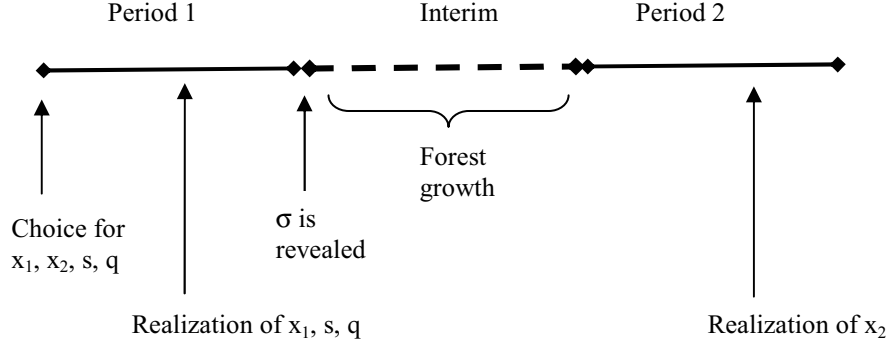 Period 1
Interim
Period 2
Forest
growth
Choice for
x₁, x₂, s, q
σ is
revealed
Realization of x₁, s, q
Realization of x₂